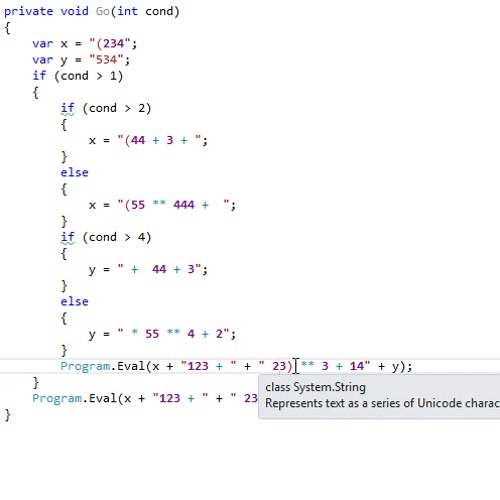 private void Go(int cond)
{
var x = "(234";
var y = "534";
if (cond > 1)
{
if (cond > 2)
{
x = "(44 + 3 + ";
}
else
{
x = "(55 ** 444 +  ";
}
if (cond > 4)
{
y = " +  44 + 3";
}
else
{
y = " * 55 ** 4 + 2";
}
Program.Eval(x + "123 + " + " 23) ** 3 + 14" + y);
}
class System.String
Program.Eval(x + "123 + " + " 23
Represents text as a series of Unicode charac
}